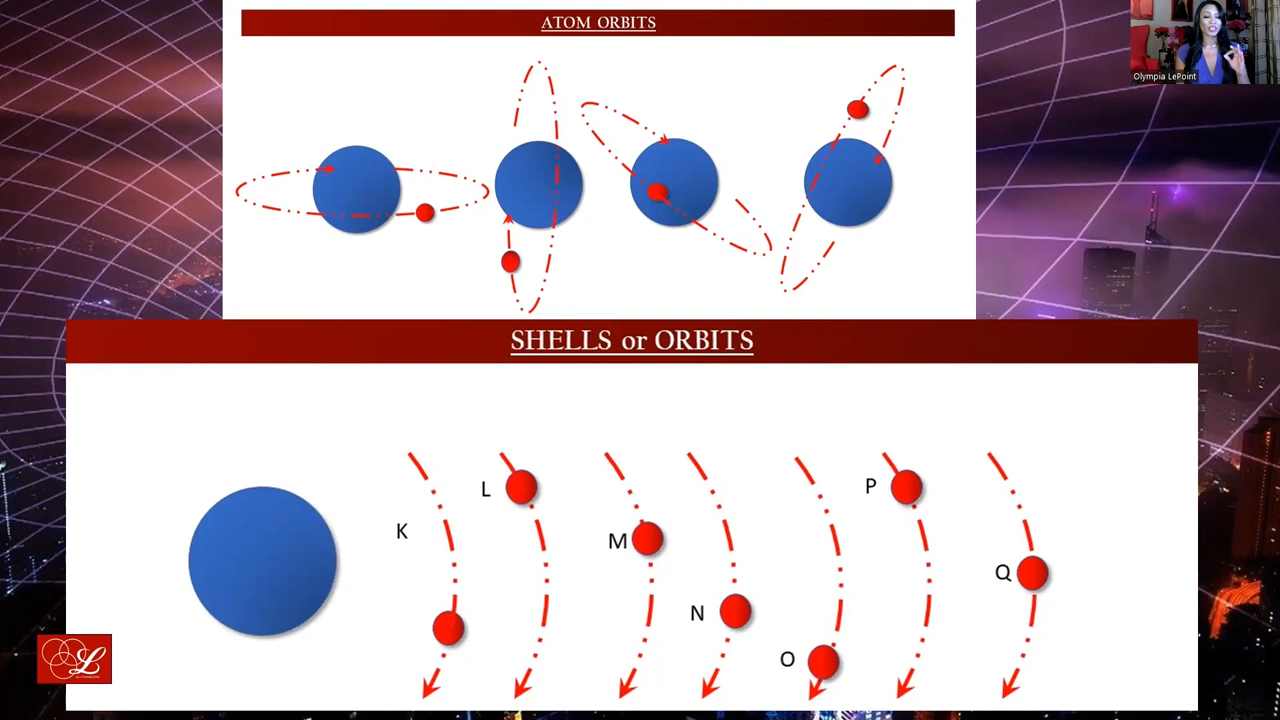 ATOM ORBITS
Olympia LePoint
SHELLS or ORBITS
K
L
M
N
O
P
Q
L